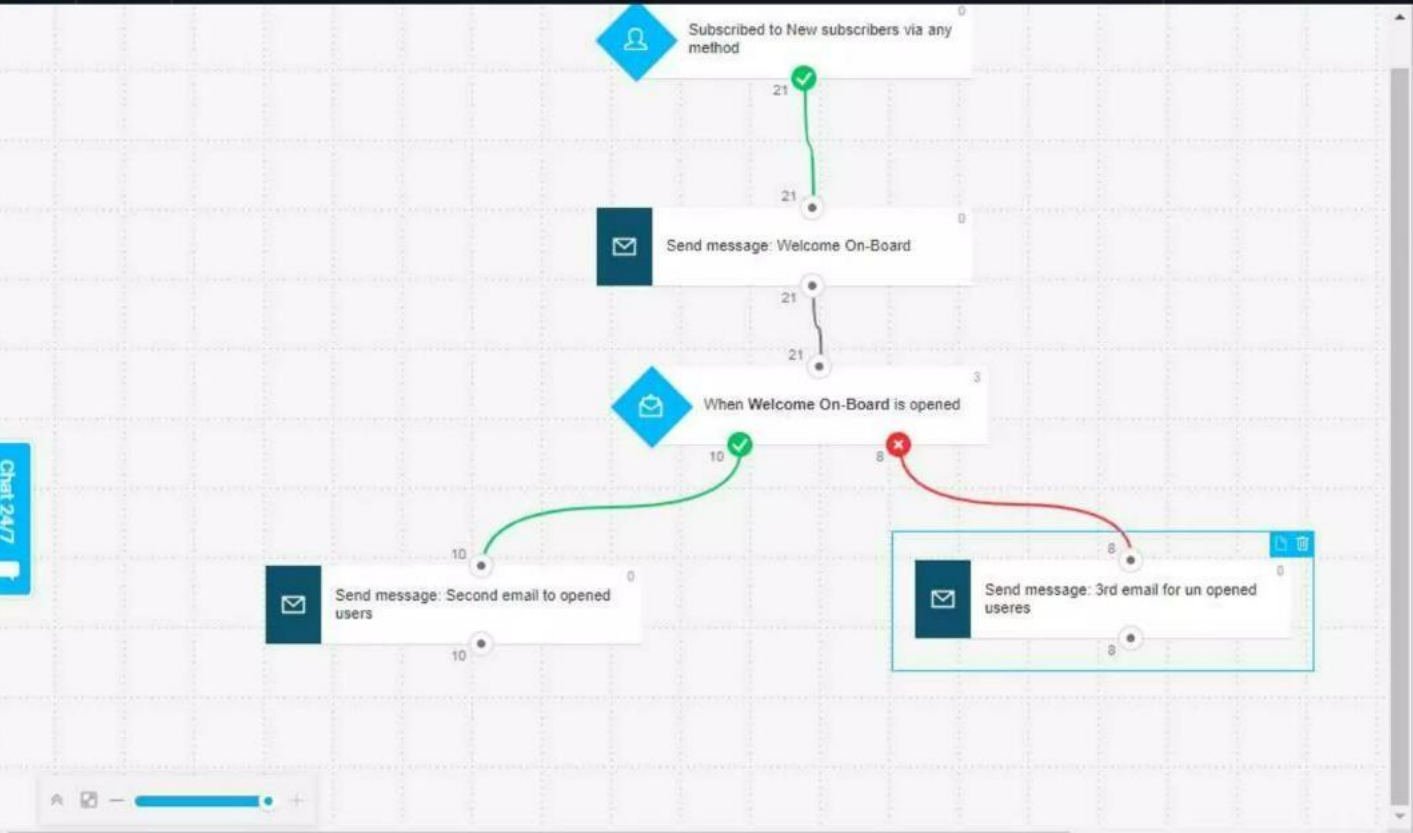 0
Subscribed to New subscribers via any
method
21
21
0
Send message: Welcome On-Board
21
21
3
When Welcome On-Board is opened
10
8
Chat 24/7
10
0
Send message: Second email to opened
users
10
8
0
Send message: 3rd email for un opened
useres
8